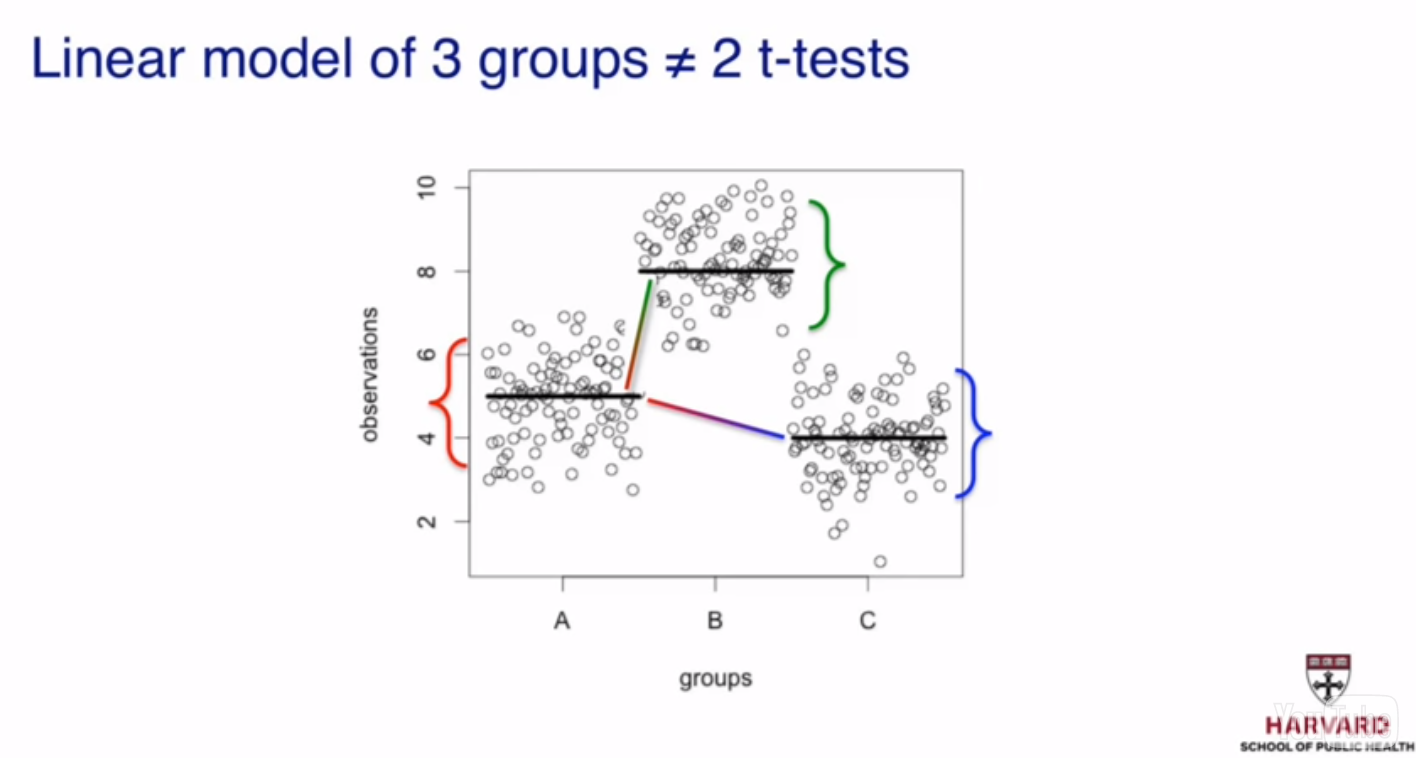 Linear model of 3 groups ≠ 2 t-tests
10
8
6
4
2
observations
A B C
groups
YouTube
HARVARD
SCHOOL OF PUBLIC HEALTH